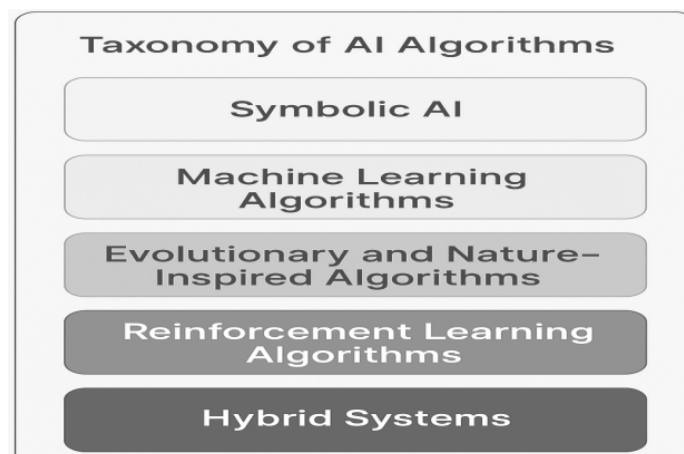 Taxonomy of AI Algorithms
Symbolic AI
Machine Learning
Algorithms
Evolutionary and Nature–
Inspired Algorithms
Reinforcement Learning
Algorithms
Hybrid Systems